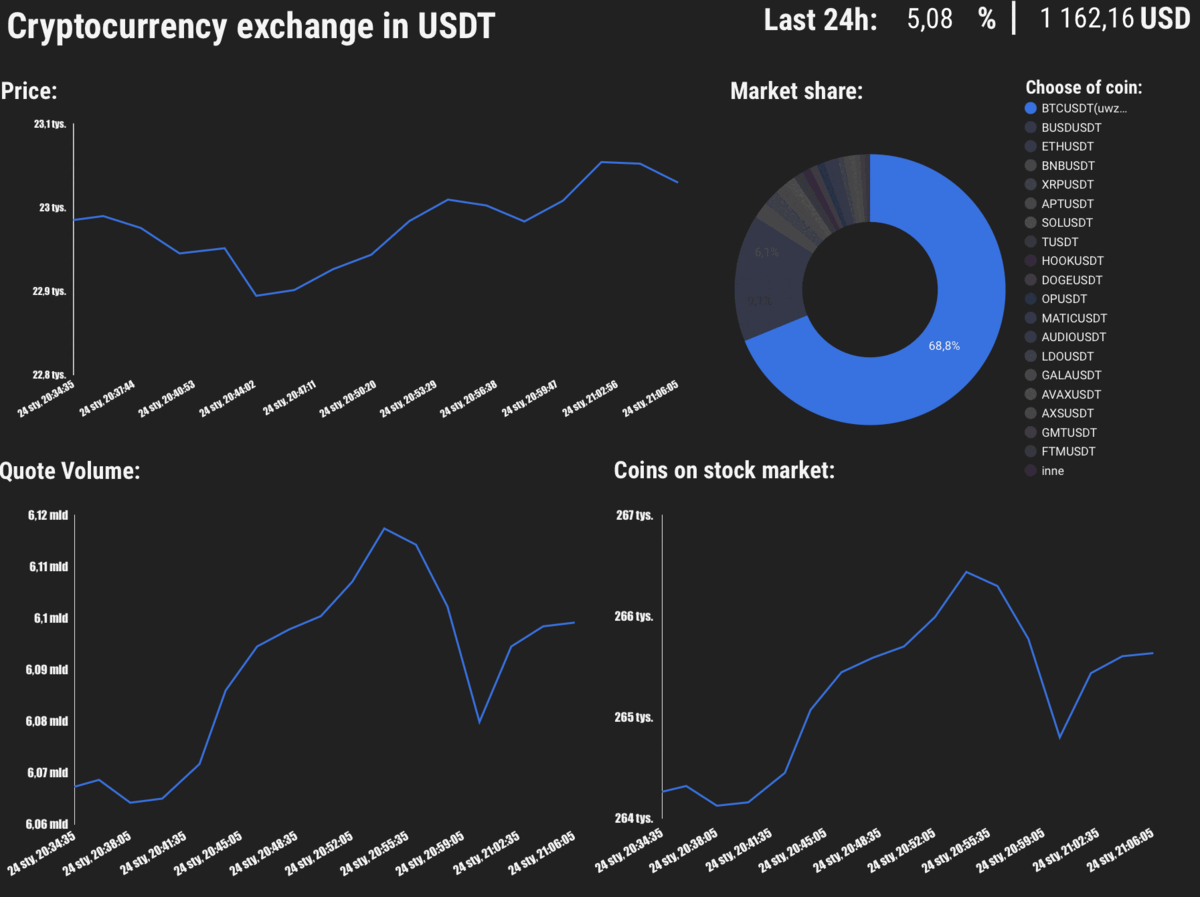 Cryptocurrency exchange in USDT
Last 24h: 5,08 % | 1 162,16 USD
Price:
23,1 tys.
23 tys.
22,9 tys.
22,8 tys.
24 sty, 20:34:35
24 sty, 20:37:44
24 sty, 20:40:53
24 sty, 20:44:02
24 sty, 20:47:11
24 sty, 20:50:20
24 sty, 20:53:29
24 sty, 20:56:38
24 sty, 20:59:47
24 sty, 21:02:56
24 sty, 21:06:05
Market share:
5,1%
9,7%
68,8%
Choose of coin:
BTCUSDT(uwz...
BUSDUSDT
ETHUSDT
BNBUSDT
XRPUSDT
APTUSDT
SOLUSDT
TUSDT
HOOKUSDT
DOGEUSDT
OPUSDT
MATICUSDT
AUDIOUSDT
LDOUSDT
GALAUSDT
AVAXUSDT
AXSUSDT
GMTUSDT
FTMUSDT
inne
Quote Volume:
6,12 mld
6,11 mld
6,1 mld
6,09 mld
6,08 mld
6,07 mld
6,06 mld
24 sty, 20:34:35
24 sty, 20:38:05
24 sty, 20:41:35
24 sty, 20:45:05
24 sty, 20:48:35
24 sty, 20:52:05
24 sty, 20:55:35
24 sty, 20:59:05
24 sty, 21:02:35
24 sty, 21:06:05
Coins on stock market:
267 tys.
266 tys.
265 tys.
264 tys.
24 sty, 20:34:35
24 sty, 20:38:05
24 sty, 20:41:35
24 sty, 20:45:05
24 sty, 20:48:35
24 sty, 20:52:05
24 sty, 20:55:35
24 sty, 20:59:05
24 sty, 21:02:35
24 sty, 21:06:05